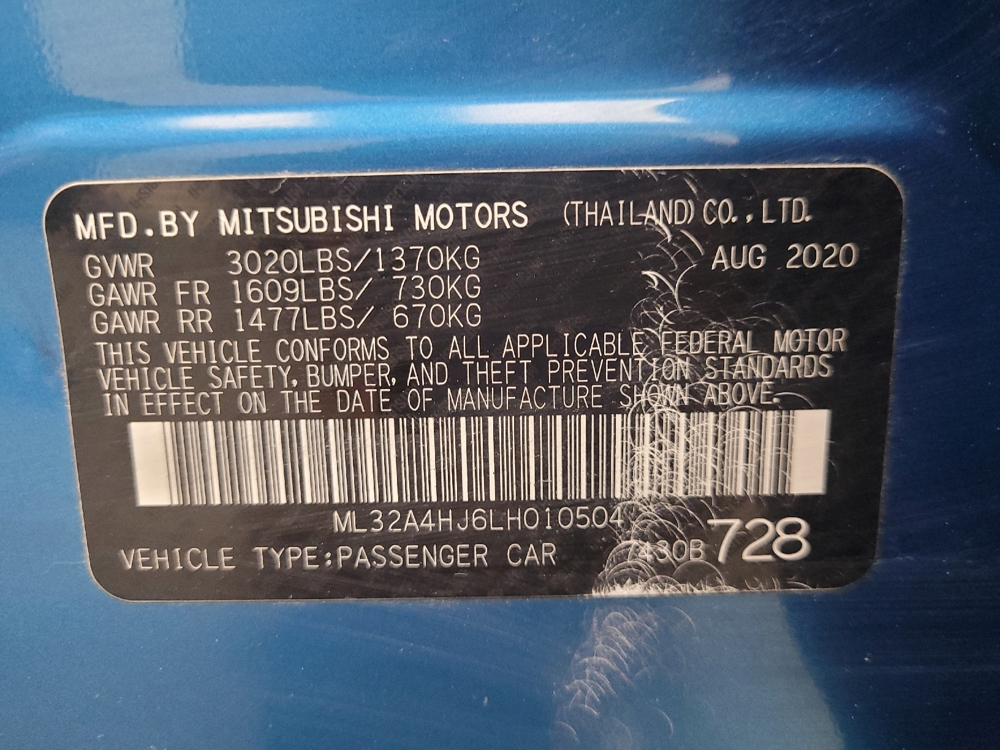 MFD.BY MITSUBISHI MOTORS (THAILAND) CO.,LTD.
GVWR 3020LBS/1370KG AUG 2020
GAWR FR 1609LBS/ 730KG
GAWR RR 1477LBS/ 670KG
THIS VEHICLE CONFORMS TO ALL APPLICABLE FEDERAL MOTOR
VEHICLE SAFETY, BUMPER, AND THEFT PREVENTION STANDARDS
IN EFFECT ON THE DATE OF MANUFACTURE SHOWN ABOVE.
ML32A4HJ6LH010504
VEHICLE TYPE:PASSENGER CAR 7430B 728